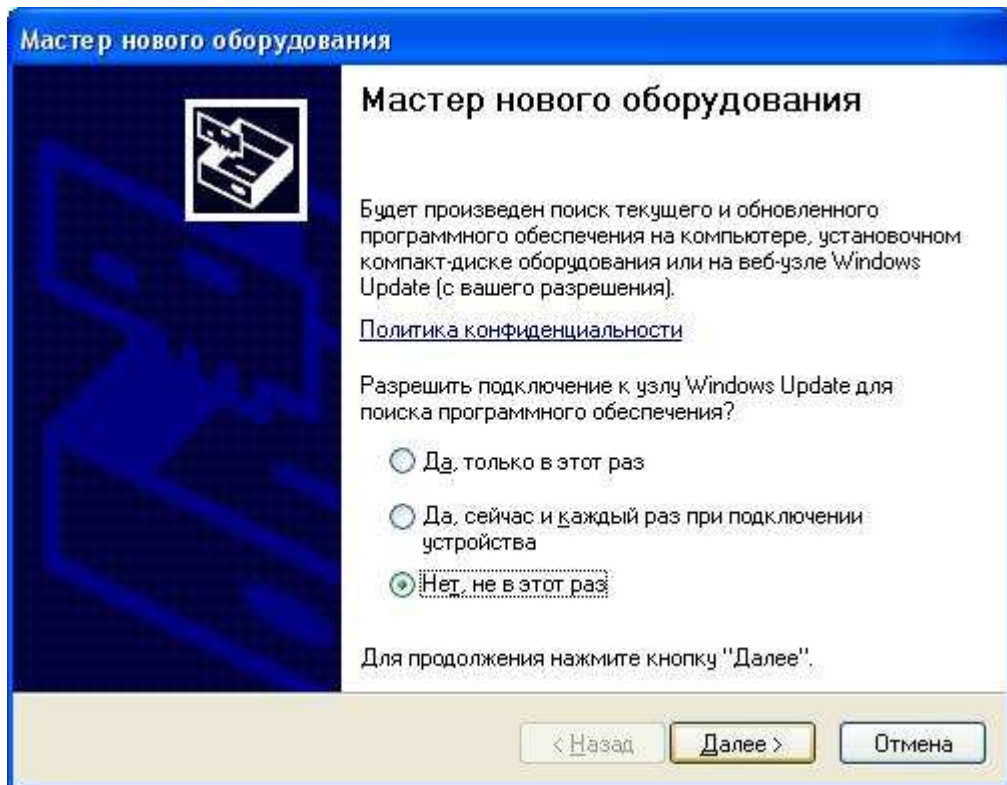 Мастер нового оборудования
Мастер нового оборудования
Будет произведен поиск текущего и обновленного
программного обеспечения на компьютере, установочном
компакт-диске оборудования или на веб-узле Windows
Update (с вашего разрешения).
Политика конфиденциальности
Разрешить подключение к узлу Windows Update для
поиска программного обеспечения?
Да, только в этот раз
Да, сейчас и каждый раз при подключении
устройства
Нет, не в этот раз
Для продолжения нажмите кнопку "Далее".
< Назад Далее > Отмена